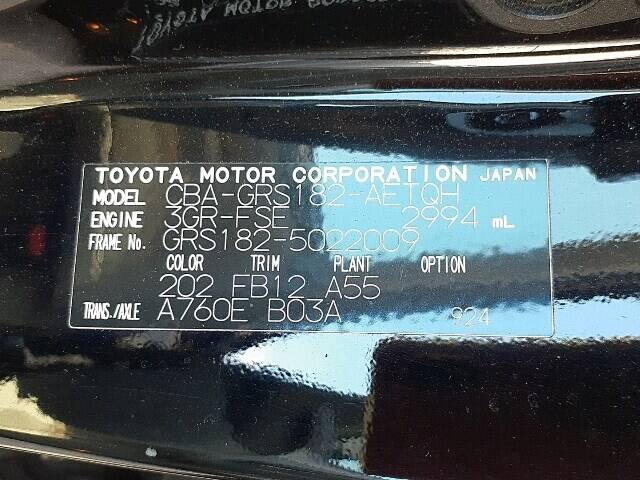 TOYOTA MOTOR CORPORATION JAPAN
MODEL CBA-GRS182-AETQH
ENGINE 3GR-FSE 2994 mL
FRAME No. GRS182-5022009
COLOR TRIM PLANT OPTION
202 FB12 A55
TRANS./AXLE A760E B03A 924